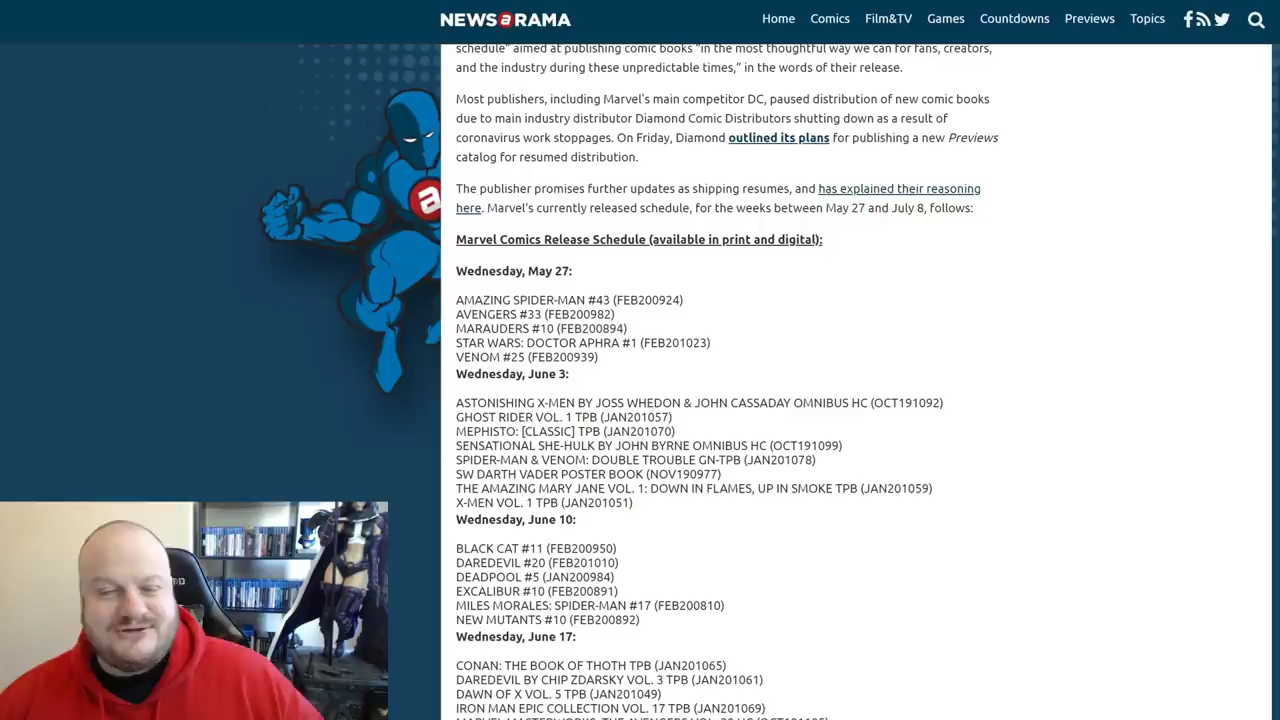 NEWSaRAMA
Home Comics Film&TV Games Countdowns Previews Topics
schedule" aimed at publishing comic books "in the most thoughtful way we can for fans, creators,
and the industry during these unpredictable times," in the words of their release.
Most publishers, including Marvel's main competitor DC, paused distribution of new comic books
due to main industry distributor Diamond Comic Distributors shutting down as a result of
coronavirus work stoppages. On Friday, Diamond outlined its plans for publishing a new Previews
catalog for resumed distribution.
The publisher promises further updates as shipping resumes, and has explained their reasoning
here. Marvel's currently released schedule, for the weeks between May 27 and July 8, follows:
Marvel Comics Release Schedule (available in print and digital):
Wednesday, May 27:
AMAZING SPIDER-MAN #43 (FEB200924)
AVENGERS #33 (FEB200982)
MARAUDERS #10 (FEB200894)
STAR WARS: DOCTOR APHRA #1 (FEB201023)
VENOM #25 (FEB200939)
Wednesday, June 3:
ASTONISHING X-MEN BY JOSS WHEDON & JOHN CASSADAY OMNIBUS HC (OCT191092)
GHOST RIDER VOL. 1 TPB (JAN201057)
MEPHISTO: [CLASSIC] TPB (JAN201070)
SENSATIONAL SHE-HULK BY JOHN BYRNE OMNIBUS HC (OCT191099)
SPIDER-MAN & VENOM: DOUBLE TROUBLE GN-TPB (JAN201078)
SW DARTH VADER POSTER BOOK (NOV190977)
THE AMAZING MARY JANE VOL. 1: DOWN IN FLAMES, UP IN SMOKE TPB (JAN201059)
X-MEN VOL. 1 TPB (JAN201051)
Wednesday, June 10:
BLACK CAT #11 (FEB200950)
DAREDEVIL #20 (FEB201010)
DEADPOOL #5 (JAN200984)
EXCALIBUR #10 (FEB200891)
MILES MORALES: SPIDER-MAN #17 (FEB200810)
NEW MUTANTS #10 (FEB200892)
Wednesday, June 17:
CONAN: THE BOOK OF THOTH TPB (JAN201065)
DAREDEVIL BY CHIP ZDARSKY VOL. 3 TPB (JAN201061)
DAWN OF X VOL. 5 TPB (JAN201049)
IRON MAN EPIC COLLECTION VOL. 17 TPB (JAN201069)